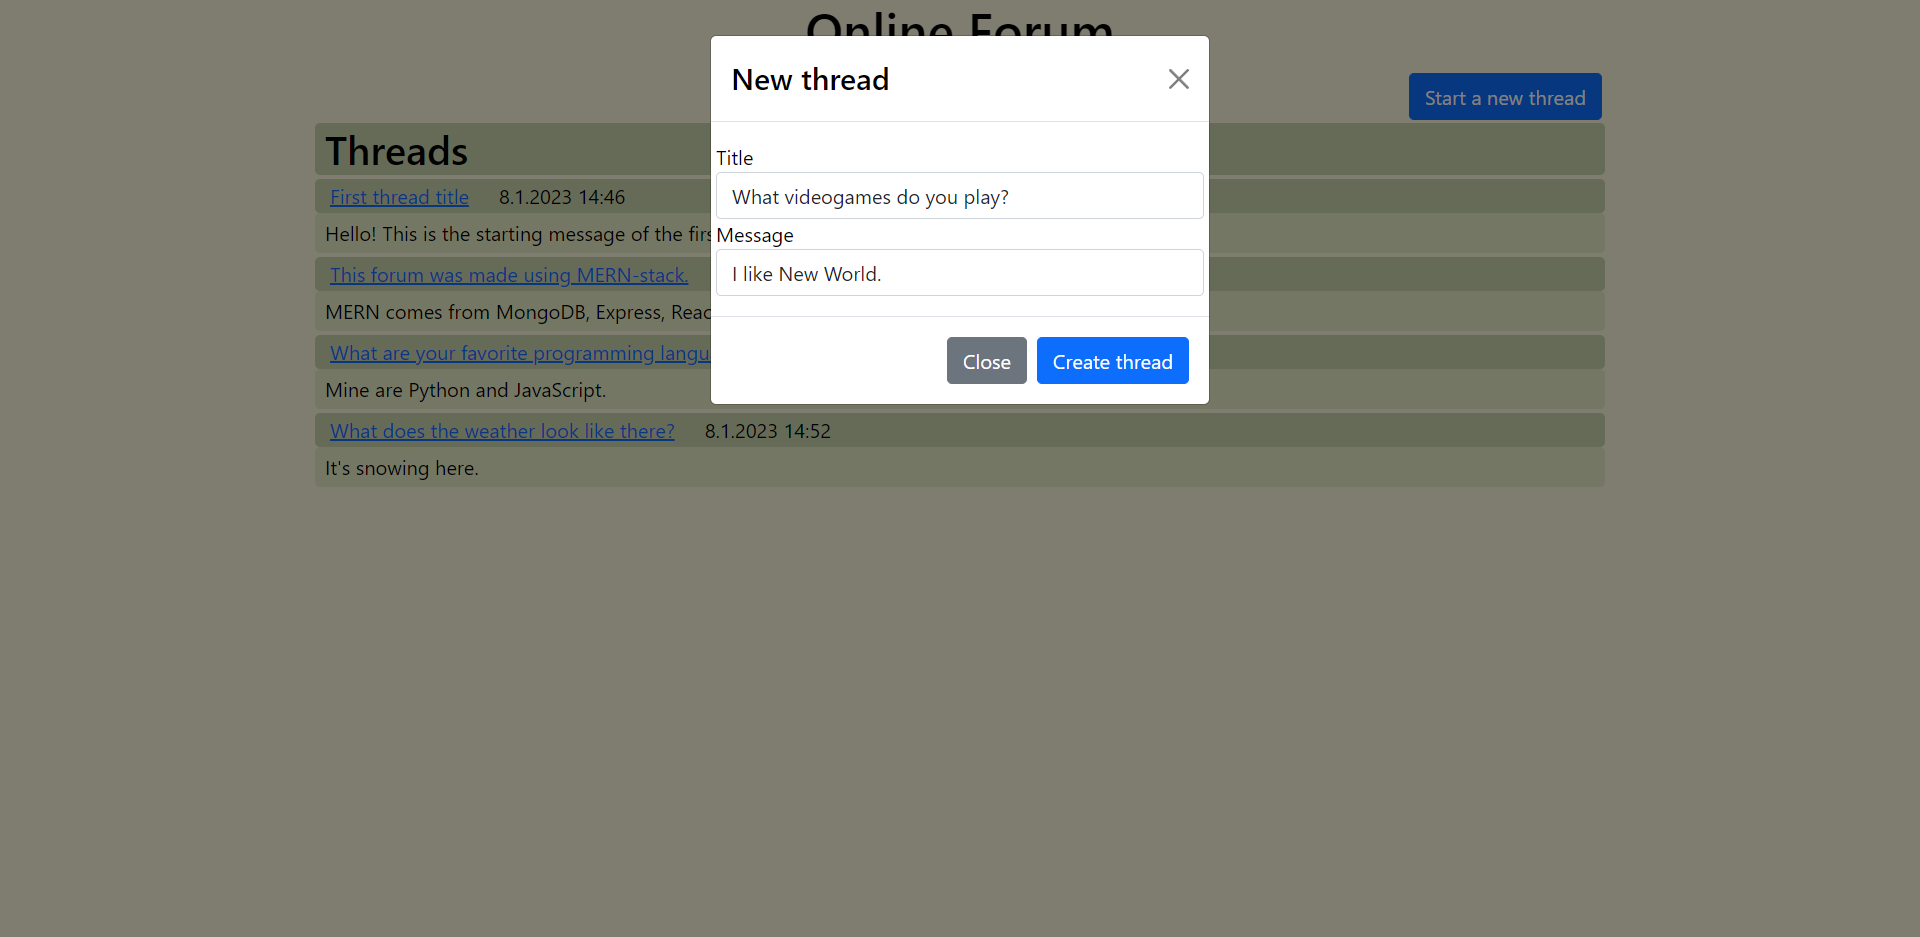 Online Forum
New thread
Start a new thread
Threads
Title
First thread title 8.1.2023 14:46
What videogames do you play?
Hello! This is the starting message of the
Message
This forum was made using MERN-stack.
I like New World.
MERN comes from MongoDB, Express,
What are your favorite programming
Close Create thread
Mine are Python and JavaScript.
What does the weather look like there? 8.1.2023 14:52
It's snowing here.